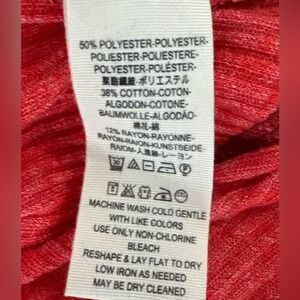 50% POLYESTER-POLYESTER-
POLIESTER-POLIESTERE-
POLYESTER-POLIÉSTER-
聚酯纖維-ポリエステル
38% COTTON-COTON-
ALGODON-COTONE-
BAUMWOLLE-ALGODÃO-
棉花-綿
12% RAYON-RAYONNE-
RAION-RAYON-KUNSTSEIDE
RAIOM-人造絲-レーヨン
MACHINE WASH COLD GENTLE
WITH LIKE COLORS
USE ONLY NON-CHLORINE
BLEACH
RESHAPE & LAY FLAT TO DRY
LOW IRON AS NEEDED
MAY BE DRY CLEANED